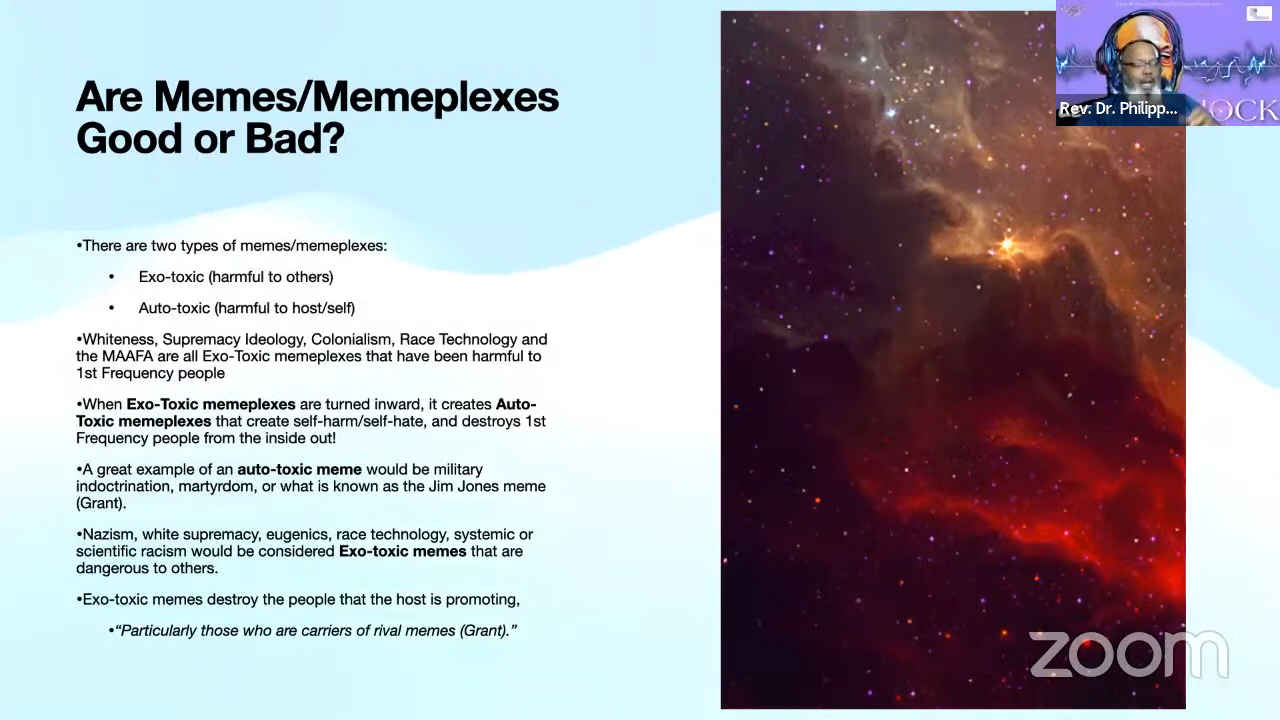 Are Memes/Memeplexes
Good or Bad?
•There are two types of memes/memeplexes:
• Exo-toxic (harmful to others)
• Auto-toxic (harmful to host/self)
•Whiteness, Supremacy Ideology, Colonialism, Race Technology and
the MAAFA are all Exo-Toxic memeplexes that have been harmful to
1st Frequency people
•When Exo-Toxic memeplexes are turned inward, it creates Auto-
Toxic memeplexes that create self-harm/self-hate, and destroys 1st
Frequency people from the inside out!
•A great example of an auto-toxic meme would be military
indoctrination, martyrdom, or what is known as the Jim Jones meme
(Grant).
•Nazism, white supremacy, eugenics, race technology, systemic or
scientific racism would be considered Exo-toxic memes that are
dangerous to others.
•Exo-toxic memes destroy the people that the host is promoting,
•“Particularly those who are carriers of rival memes (Grant).”
Rev. Dr. Philipp...
OCK
zoom